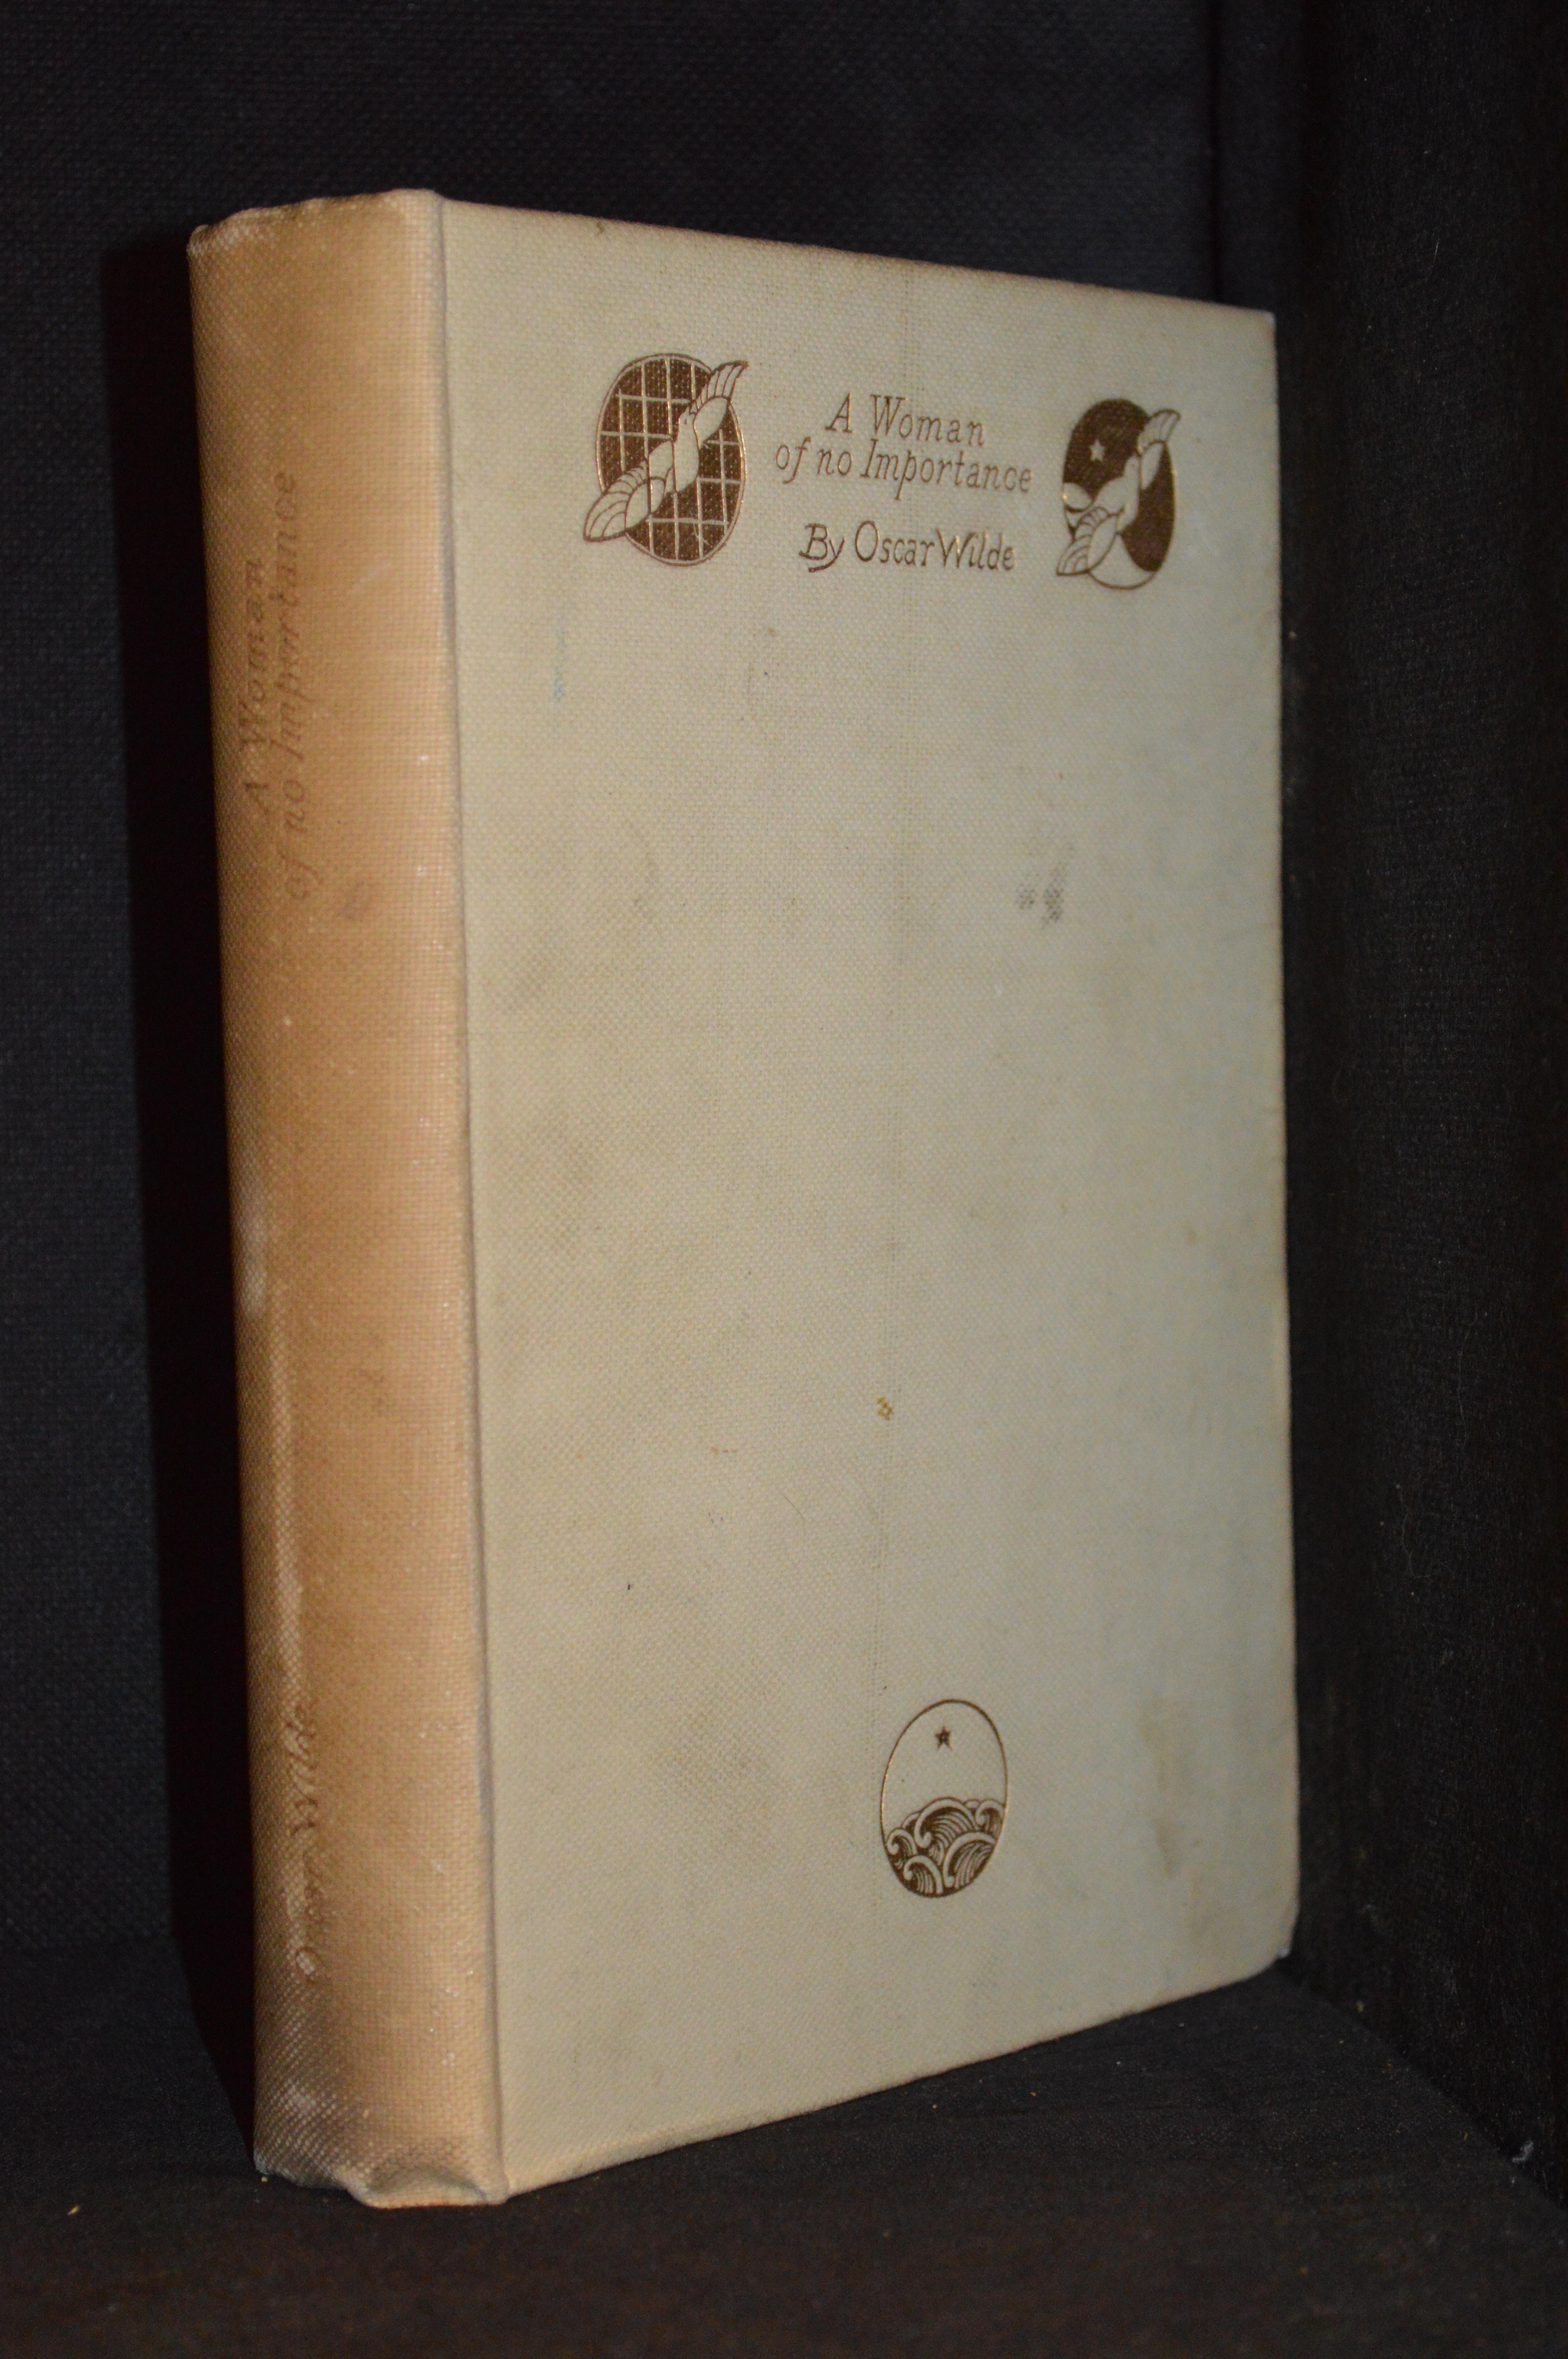 A Woman
of no Importance
Oscar Wilde
A Woman
of no Importance
By Oscar Wilde